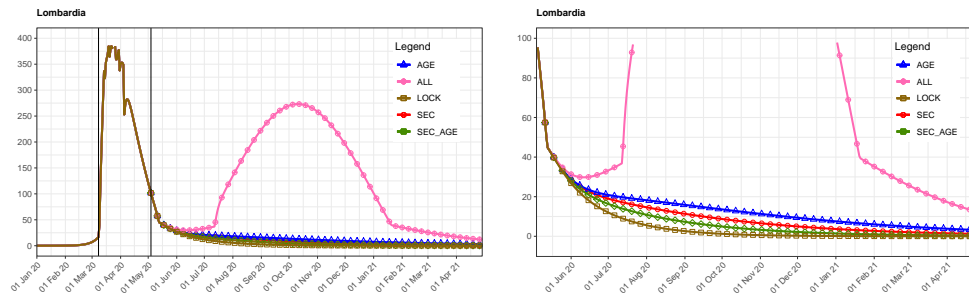 Lombardia
400
350
300
250
200
150
100
50
0
01 Jan 20
01 Feb 20
01 Mar 20
01 Apr 20
01 May 20
01 Jun 20
01 Jul 20
01 Aug 20
01 Sep 20
01 Oct 20
01 Nov 20
01 Dec 20
01 Jan 21
01 Feb 21
01 Mar 21
01 Apr 21
Legend
AGE
ALL
LOCK
SEC
SEC_AGE
Lombardia
100
80
60
40
20
0
01 Jun 20
01 Jul 20
01 Aug 20
01 Sep 20
01 Oct 20
01 Nov 20
01 Dec 20
01 Jan 21
01 Feb 21
01 Mar 21
01 Apr 21
Legend
AGE
ALL
LOCK
SEC
SEC_AGE